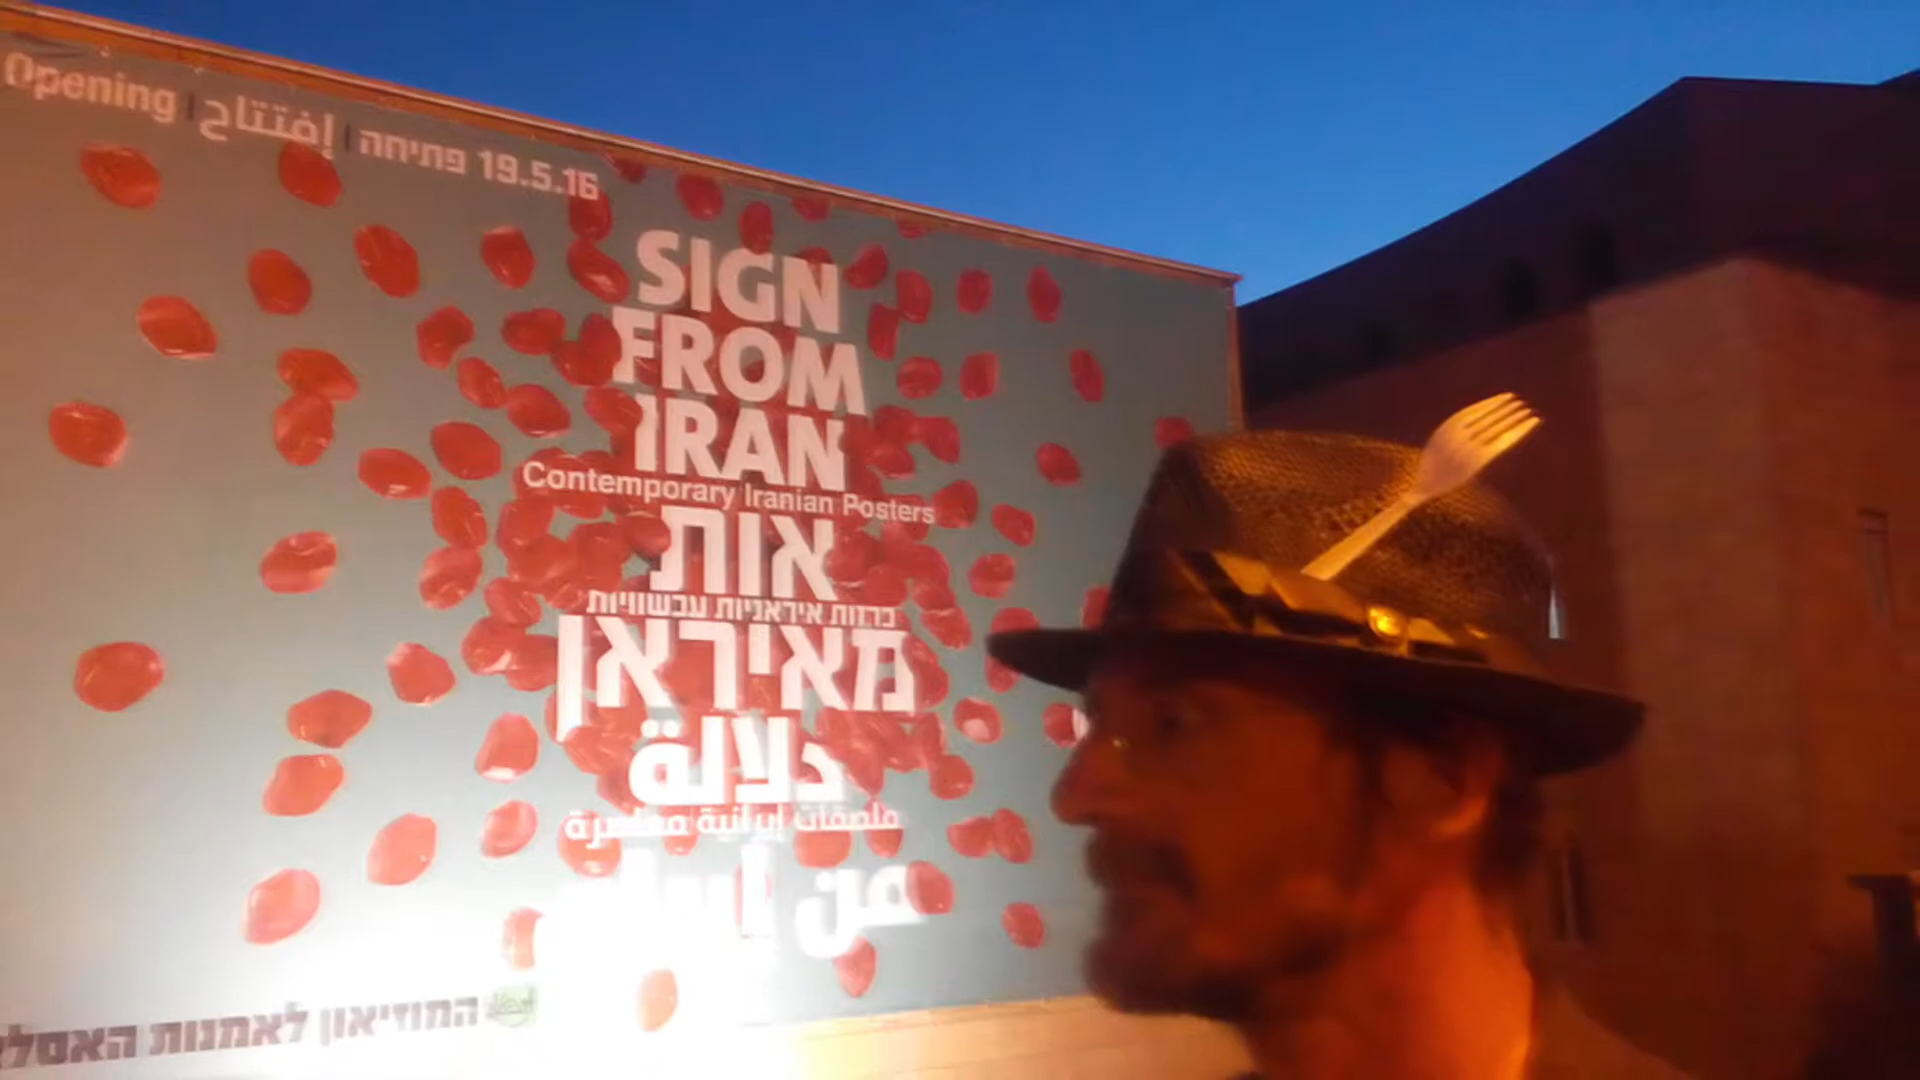 Opening | إفتتاح | פתיחה 19.5.16
SIGN
FROM
IRAN
Contemporary Iranian Posters
אות
כרזות איראניות עכשוויות
מאיראן
دلالة
ملصقات إيرانية معاصرة
من إيران
המוזיאון לאמנות